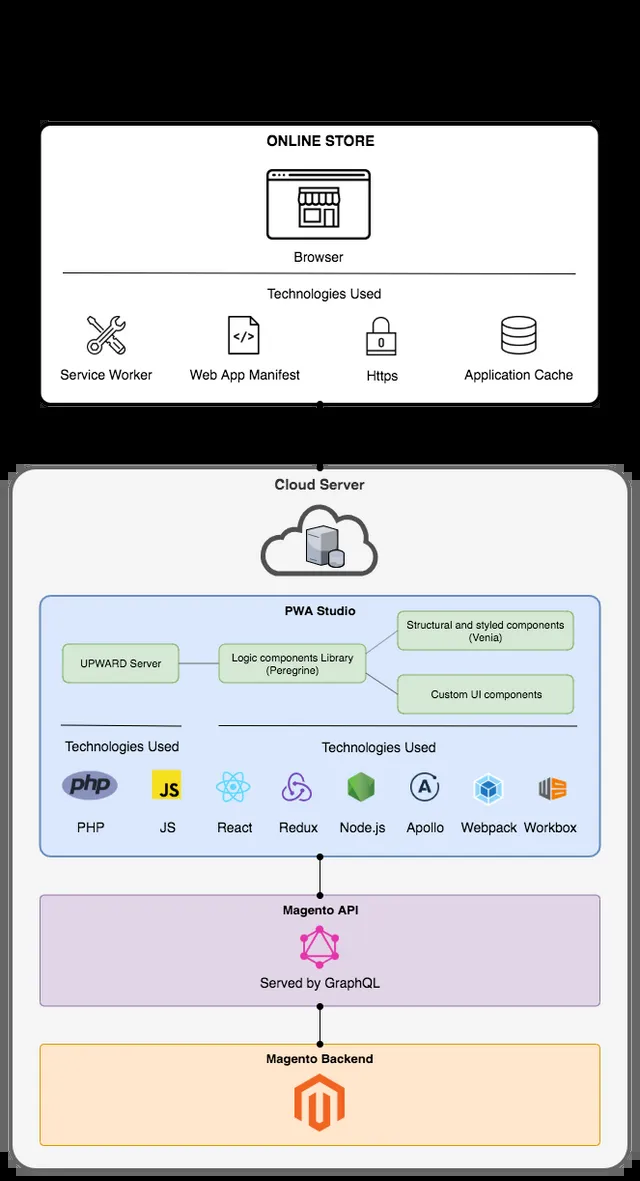 ONLINE STORE
Browser
Technologies Used
Service Worker
Web App Manifest
Https
Application Cache
Cloud Server
PWA Studio
UPWARD Server
Logic components Library
(Peregrine)
Structural and styled components
(Venia)
Custom UI components
Technologies Used
php
PHP
JS
JS
Technologies Used
React
Redux
Node.js
A
Apollo
Webpack
Workbox
Magento API
Served by GraphQL
Magento Backend